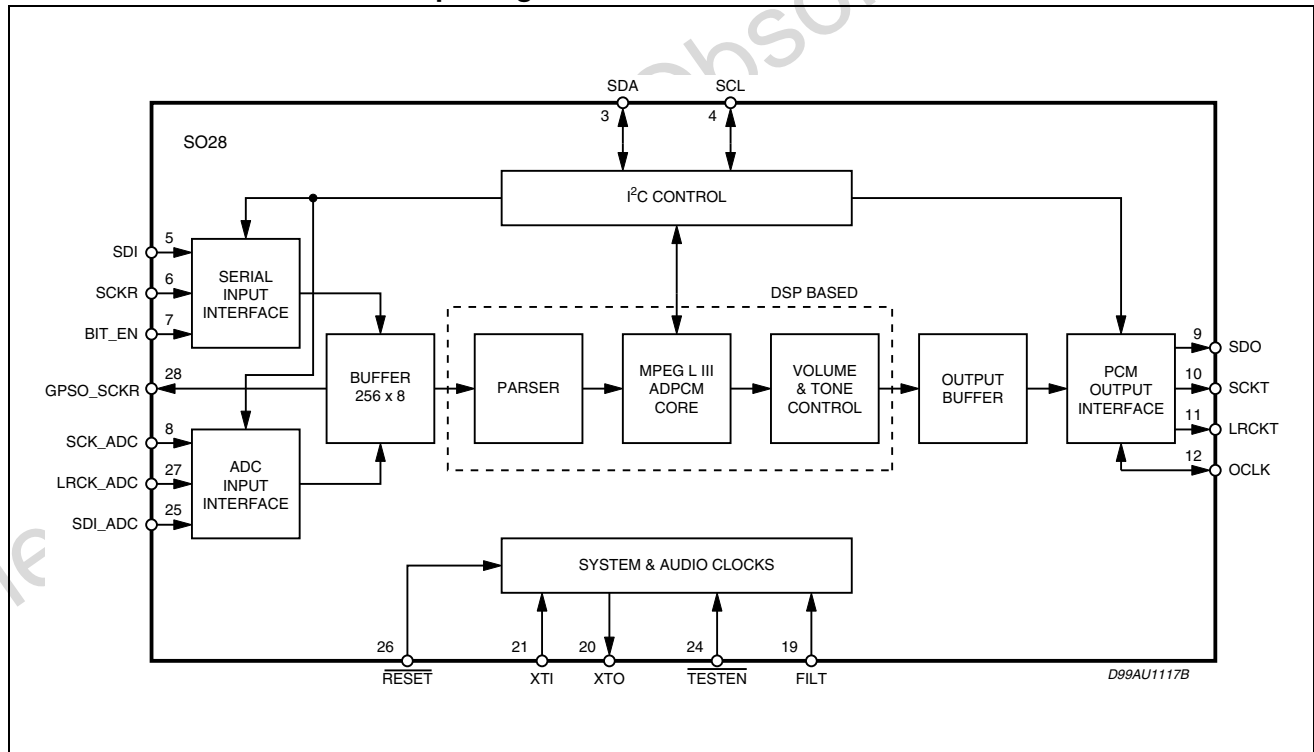 Obsol
SDA
SCL
3
4
SO28
I²C CONTROL
SDI
5
SCKR
6
BIT_EN
7
SERIAL
INPUT
INTERFACE
DSP BASED
GPSO_SCKR
28
BUFFER
256 x 8
PARSER
MPEG L III
ADPCM
CORE
VOLUME
& TONE
CONTROL
OUTPUT
BUFFER
PCM
OUTPUT
INTERFACE
9
SDO
10
SCKT
11
LRCKT
12
OCLK
SCK_ADC
8
LRCK_ADC
27
SDI_ADC
25
ADC
INPUT
INTERFACE
SYSTEM & AUDIO CLOCKS
26
21
20
24
19
RESET
XTI
XTO
TESTEN
FILT
D99AU1117B